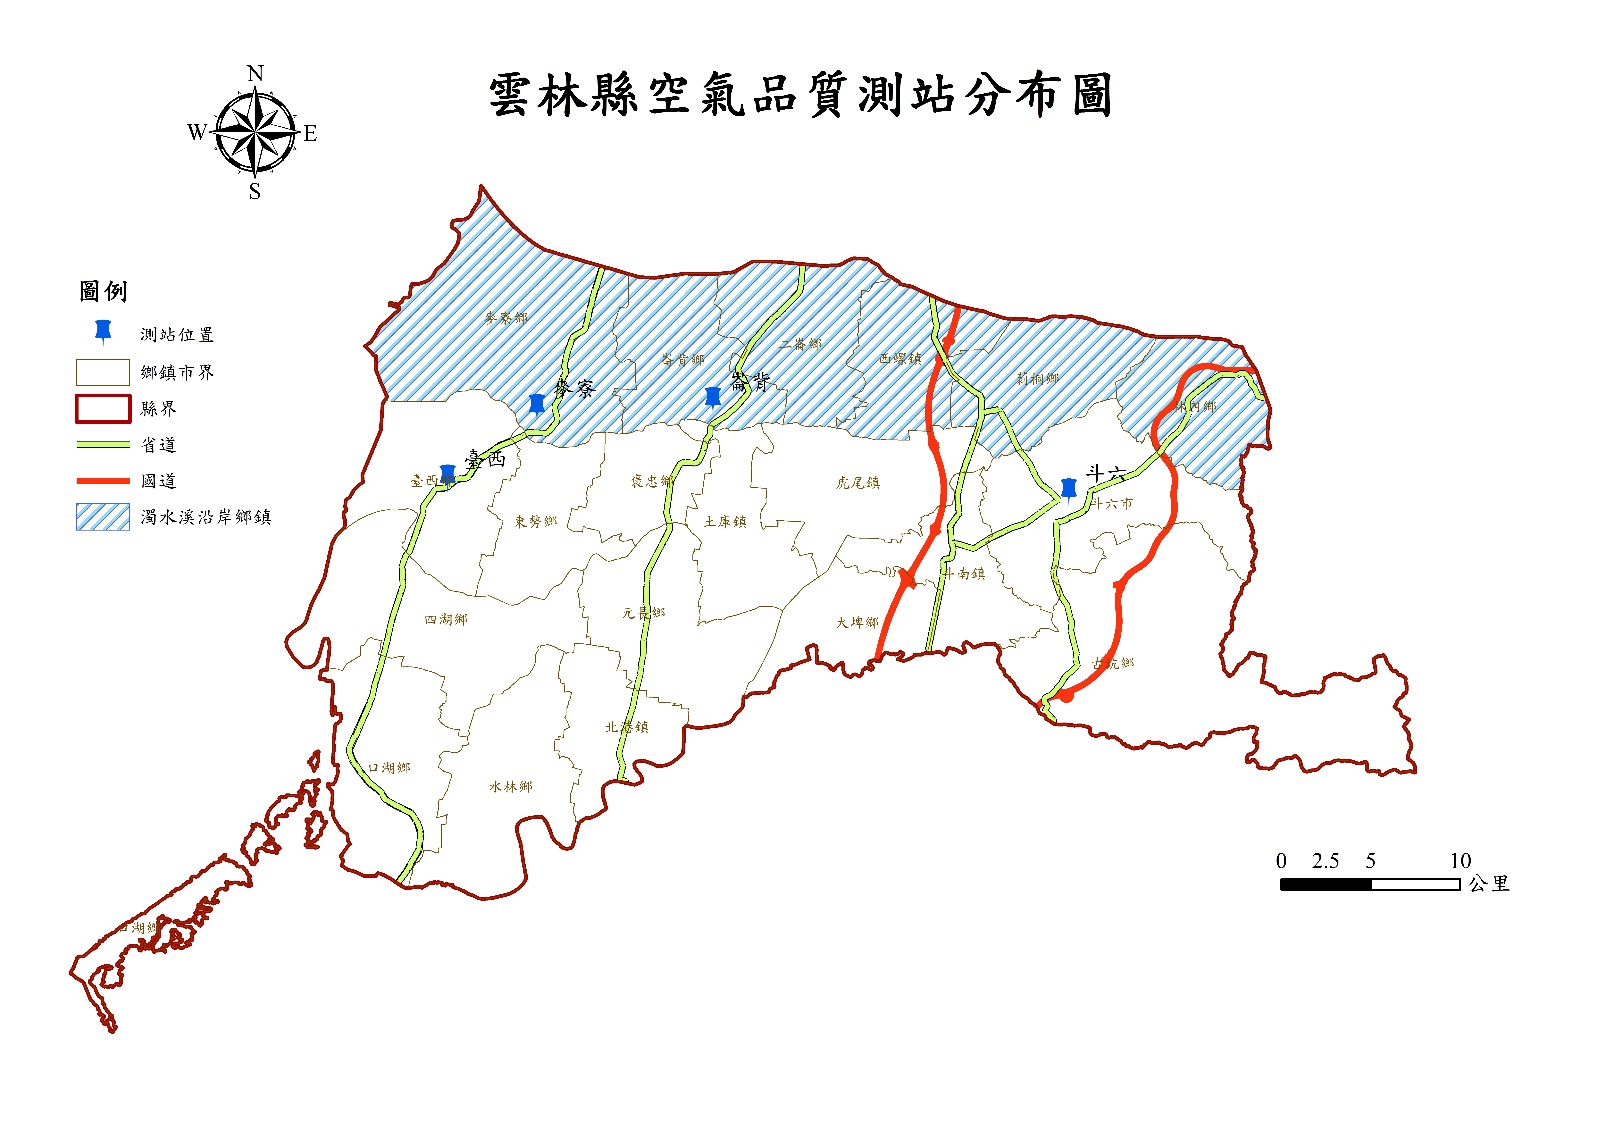 雲林縣空氣品質測站分布圖
N
W
E
S
圖例
測站位置
鄉鎮市界
縣界
省道
國道
濁水溪沿岸鄉鎮
麥寮鄉
崙背鄉
二崙鄉
西螺鎮
莿桐鄉
林內鄉
麥寮
崙背
臺西
臺西
斗六
斗六市
東勢鄉
褒忠鄉
土庫鎮
虎尾鎮
斗南鎮
四湖鄉
元長鄉
大埤鄉
古坑鄉
北港鎮
口湖鄉
水林鄉
口湖鄉
0 2.5 5 10
公里